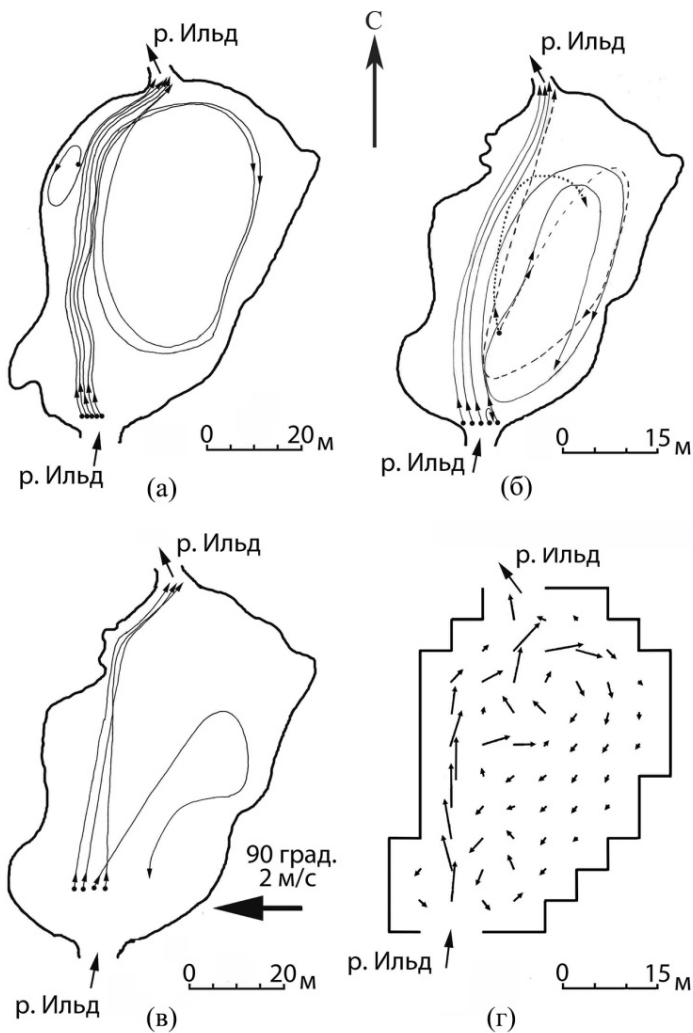 р. Ильд
С
р. Ильд
0 20 м
р. Ильд
(а)
0 15 м
р. Ильд
(б)
р. Ильд
90 град.
2 м/с
0 20 м
р. Ильд
(в)
р. Ильд
0 15 м
р. Ильд
(г)